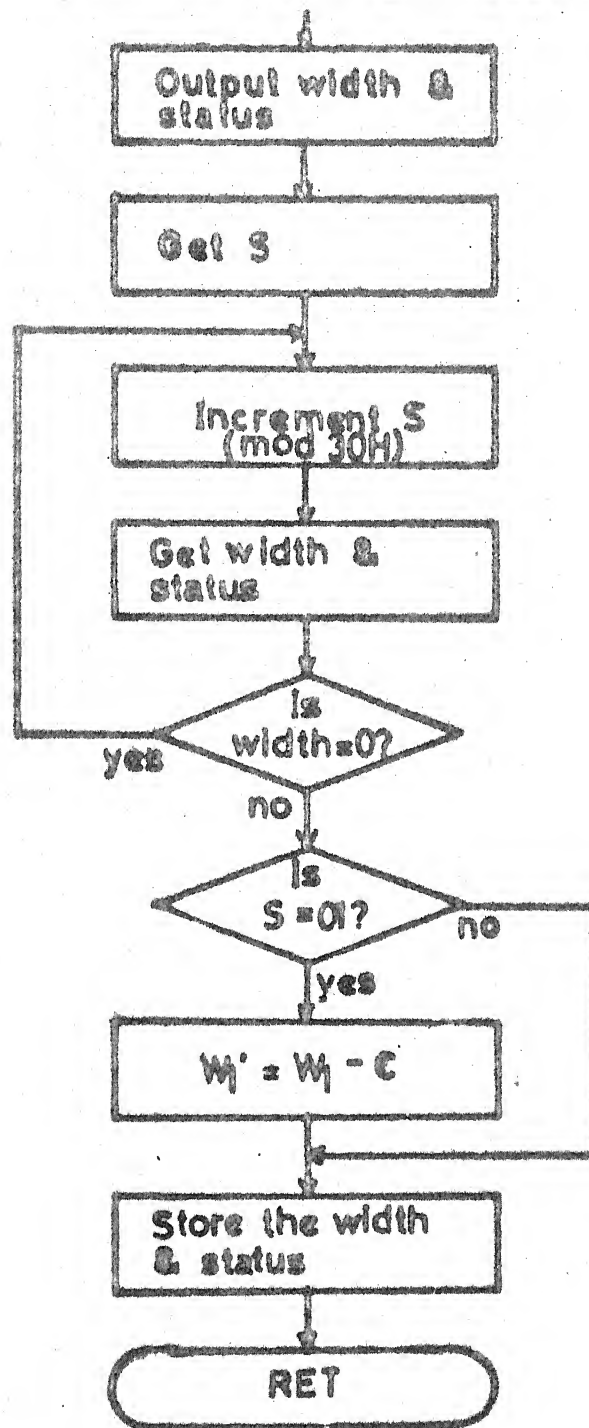 Output width &
status
Get S
Increment S
(mod 30H)
Get width &
status
Is
width=0?
yes
no
Is
S=01?
no
yes
W1' = W1 - C
Store the width
& status
RET